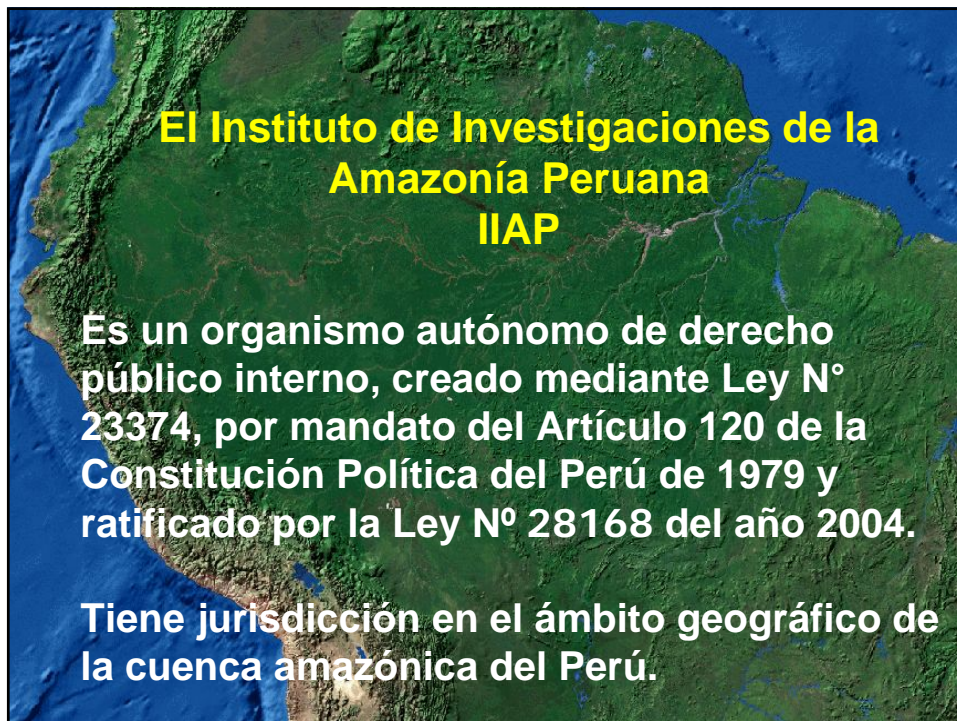 El Instituto de Investigaciones de la
Amazonía Peruana
IIAP
Es un organismo autónomo de derecho
público interno, creado mediante Ley N°
23374, por mandato del Artículo 120 de la
Constitución Política del Perú de 1979 y
ratificado por la Ley Nº 28168 del año 2004.
Tiene jurisdicción en el ámbito geográfico de
la cuenca amazónica del Perú.